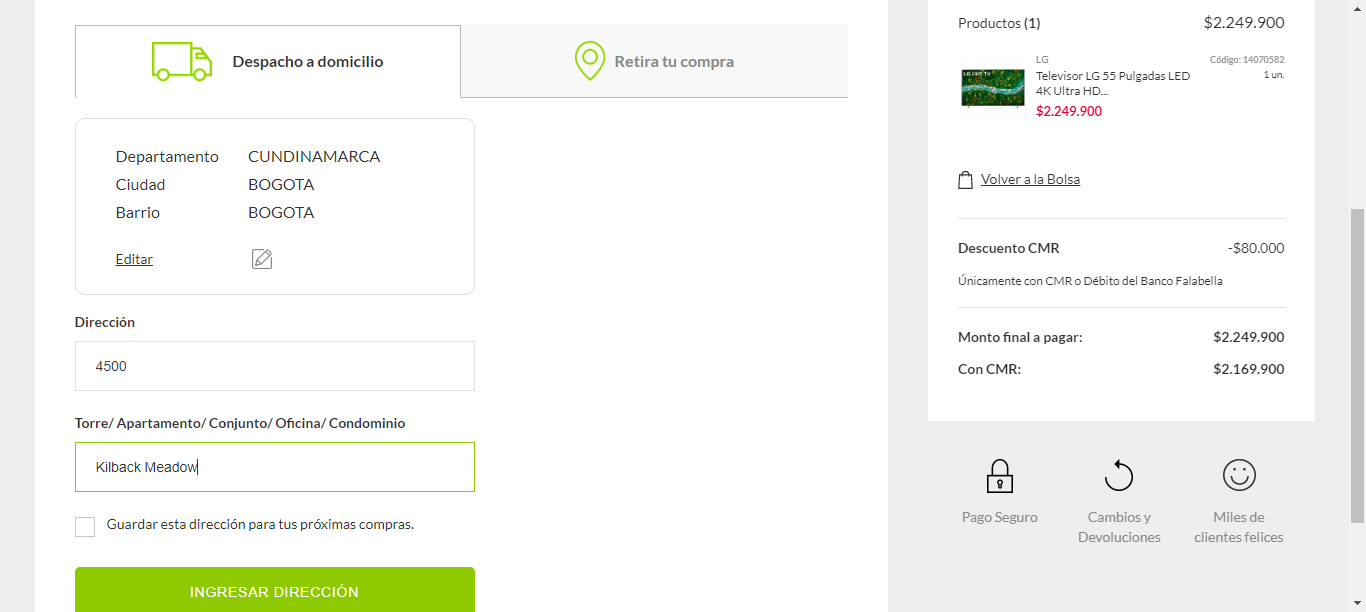 Despacho a domicilio
Retira tu compra
Departamento CUNDINAMARCA
Ciudad BOGOTA
Barrio BOGOTA
Editar
Dirección
4500
Torre/ Apartamento/ Conjunto/ Oficina/ Condominio
Kilback Meadow
Guardar esta dirección para tus próximas compras.
INGRESAR DIRECCIÓN
Productos (1) $2.249.900
LG Código: 14070582
Televisor LG 55 Pulgadas LED 1 un.
4K Ultra HD...
$2.249.900
Volver a la Bolsa
Descuento CMR -$80.000
Únicamente con CMR o Débito del Banco Falabella
Monto final a pagar: $2.249.900
Con CMR: $2.169.900
Pago Seguro
Cambios y
Devoluciones
Miles de
clientes felices